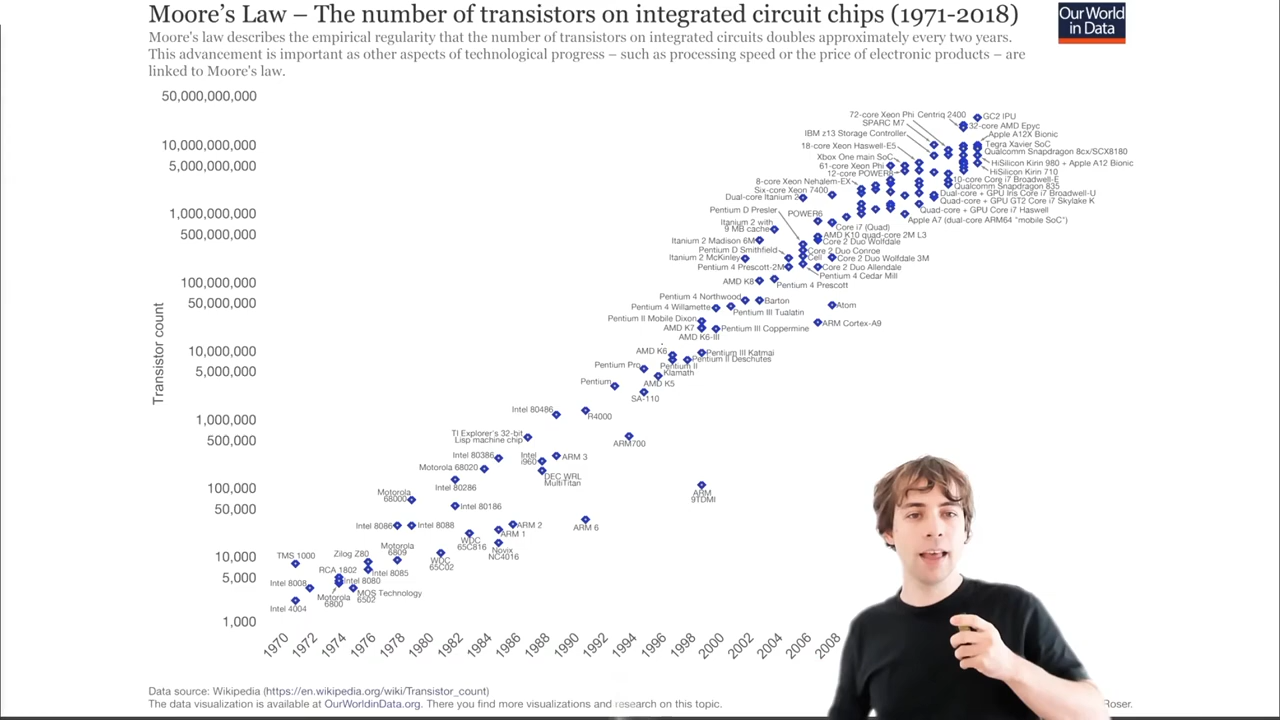 Moore's Law – The number of transistors on integrated circuit chips (1971-2018)
Our World
in Data
Moore's law describes the empirical regularity that the number of transistors on integrated circuits doubles approximately every two years.
This advancement is important as other aspects of technological progress – such as processing speed or the price of electronic products – are
linked to Moore's law.
50,000,000,000
10,000,000,000
5,000,000,000
1,000,000,000
500,000,000
100,000,000
50,000,000
10,000,000
5,000,000
1,000,000
500,000
100,000
50,000
10,000
5,000
1,000
Transistor count
72-core Xeon Phi
Centriq 2400
GC2 IPU
SPARC M7
32-core AMD Epyc
IBM z13 Storage Controller
Apple A12X Bionic
18-core Xeon Haswell-E5
Tegra Xavier SoC
Qualcomm Snapdragon 8cx/SCX8180
Xbox One main SoC
61-core Xeon Phi
HiSilicon Kirin 980 + Apple A12 Bionic
12-core POWER8
HiSilicon Kirin 710
8-core Xeon Nehalem-EX
10-core Core i7 Broadwell-E
Six-core Xeon 7400
Qualcomm Snapdragon 835
Dual-core Itanium 2
Dual-core + GPU Iris Core i7 Broadwell-U
Quad-core + GPU GT2 Core i7 Skylake K
Pentium D Presler
POWER6
Quad-core + GPU Core i7 Haswell
Apple A7 (dual-core ARM64 "mobile SoC")
Itanium 2 with
9 MB cache
Core i7 (Quad)
AMD K10 quad-core 2M L3
Itanium 2 Madison 6M
Core 2 Duo Wolfdale
Pentium D Smithfield
Core 2 Duo Conroe
Itanium 2 McKinley
Cell
Core 2 Duo Wolfdale 3M
Pentium 4 Prescott-2M
Core 2 Duo Allendale
Pentium 4 Cedar Mill
AMD K8
Pentium 4 Prescott
Pentium 4 Northwood
Barton
Atom
Pentium 4 Willamette
Pentium III Tualatin
Pentium II Mobile Dixon
ARM Cortex-A9
AMD K7
Pentium III Coppermine
AMD K6-III
AMD K6
Pentium III Katmai
Pentium II Deschutes
Pentium Pro
Pentium II
Klamath
Pentium
AMD K5
SA-110
Intel 80486
R4000
TI Explorer's 32-bit
Lisp machine chip
ARM700
Intel 80386
Intel
i960
ARM 3
Motorola 68020
DEC WRL
MultiTitan
Intel 80286
Motorola
68000
ARM
9TDMI
Intel 80186
Intel 8086
Intel 8088
ARM 2
ARM 1
ARM 6
WDC
65C816
Novix
NC4016
TMS 1000
Zilog Z80
Motorola
6809
WDC
65C02
RCA 1802
Intel 8085
Intel 8008
Intel 8080
Motorola
6800
MOS Technology
6502
Intel 4004
1970
1972
1974
1976
1978
1980
1982
1984
1986
1988
1990
1992
1994
1996
1998
2000
2002
2004
2006
2008
Data source: Wikipedia (https://en.wikipedia.org/wiki/Transistor_count)
The data visualization is available at OurWorldinData.org. There you find more visualizations and research on this topic.
Roser.